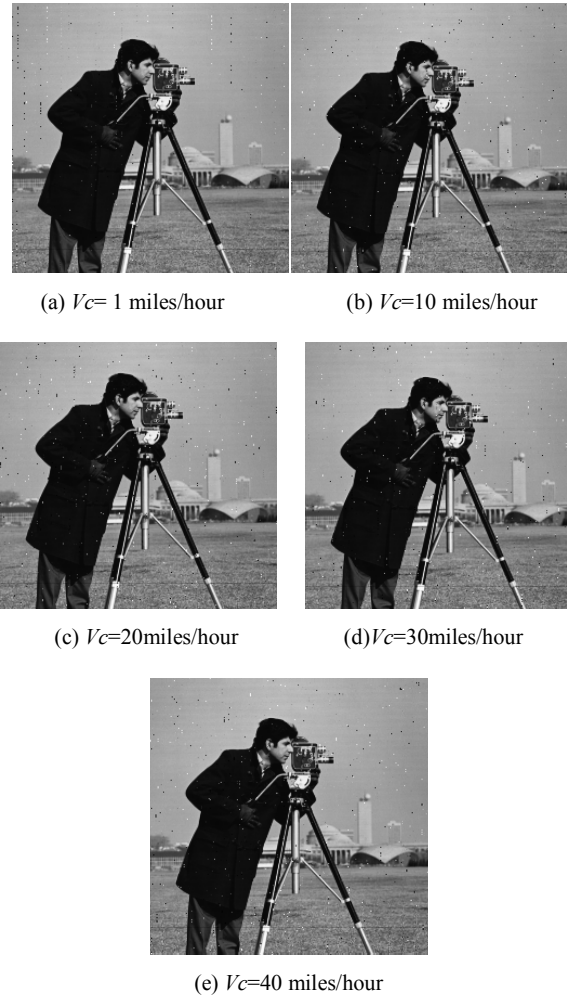 (a) Vc= 1 miles/hour
(b) Vc=10 miles/hour
(c) Vc=20miles/hour
(d)Vc=30miles/hour
(e) Vc=40 miles/hour